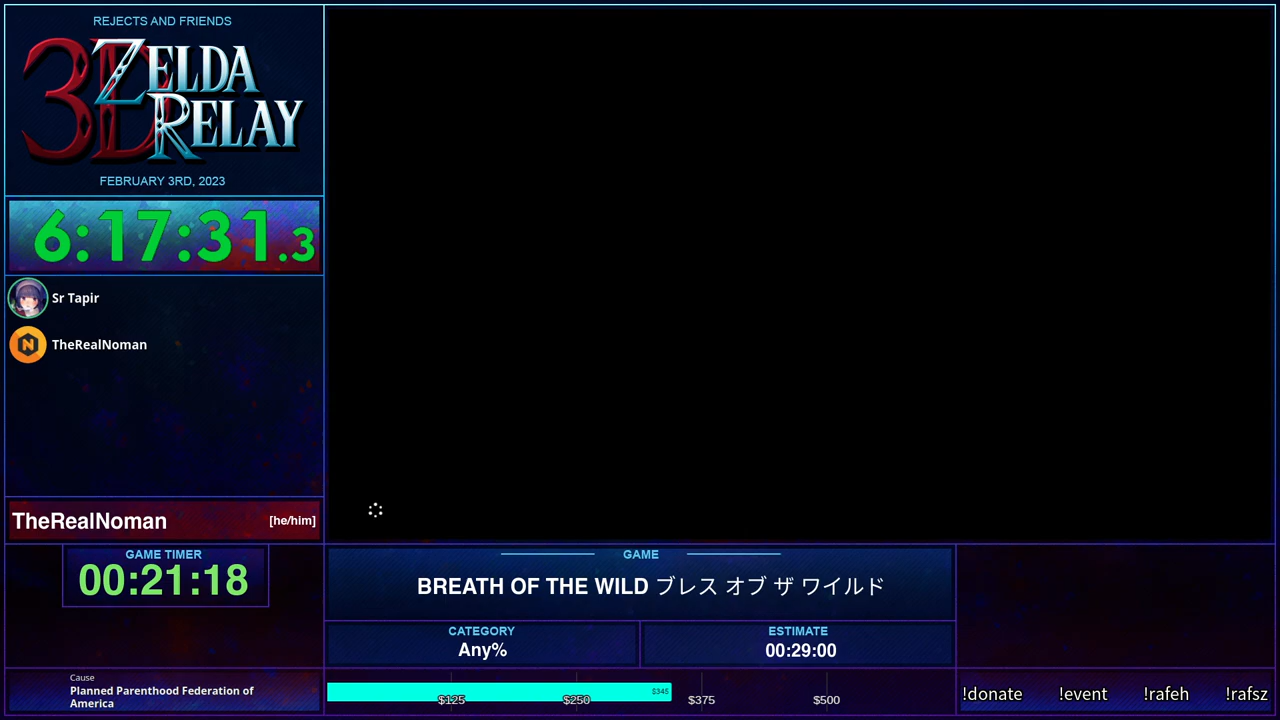 REJECTS AND FRIENDS
3D ZELDA
RELAY
FEBRUARY 3RD, 2023
6:17:31.3
Sr Tapir
N
TheRealNoman
TheRealNoman
[he/him]
GAME TIMER
00:21:18
GAME
BREATH OF THE WILD ブレス オブ ザ ワイルド
CATEGORY
Any%
ESTIMATE
00:29:00
Cause
Planned Parenthood Federation of
America
$345
$125 $250 $375 $500
!donate !event !rafeh !rafsz